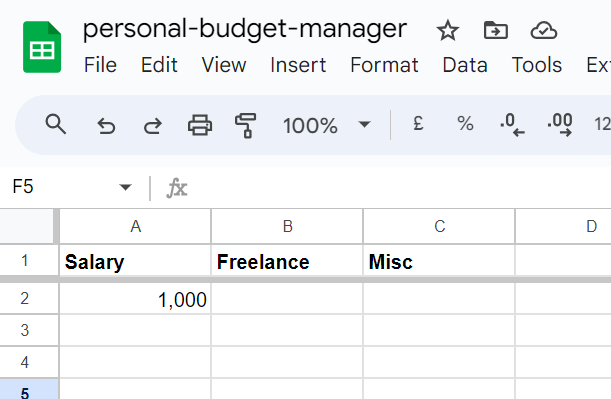 personal-budget-manager
File Edit View Insert Format Data Tools Ex
100% £ % .0 .00 12
F5 fx
A B C D
1 Salary Freelance Misc
2 1,000
3
4
5